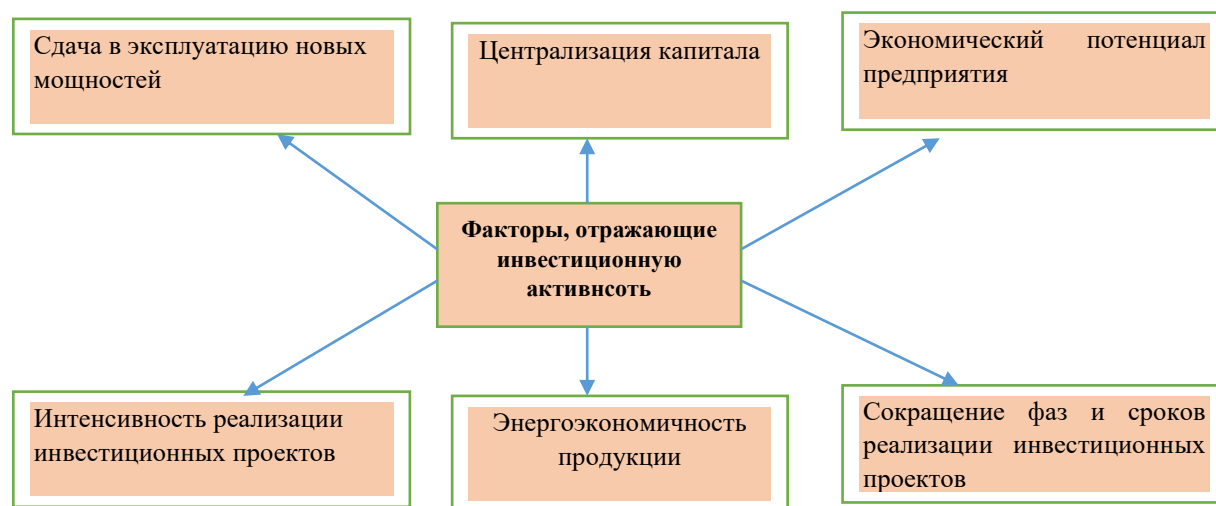 Сдача в эксплуатацию новых
мощностей
Централизация капитала
Экономический потенциал
предприятия
Факторы, отражающие
инвестиционную
активнсоть
Интенсивность реализации
инвестиционных проектов
Энергоэкономичность
продукции
Сокращение фаз и сроков
реализации инвестиционных
проектов